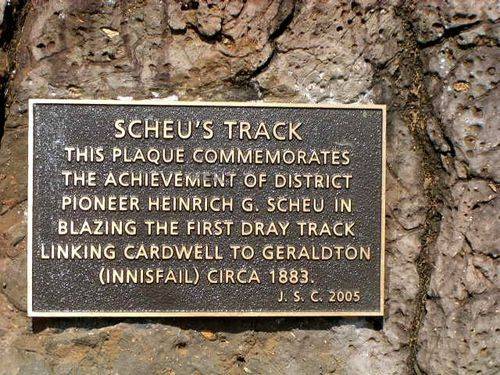 SCHEU'S TRACK
THIS PLAQUE COMMEMORATES
THE ACHIEVEMENT OF DISTRICT
PIONEER HEINRICH G. SCHEU IN
BLAZING THE FIRST DRAY TRACK
LINKING CARDWELL TO GERALDTON
(INNISFAIL) CIRCA 1883.
J. S. C. 2005